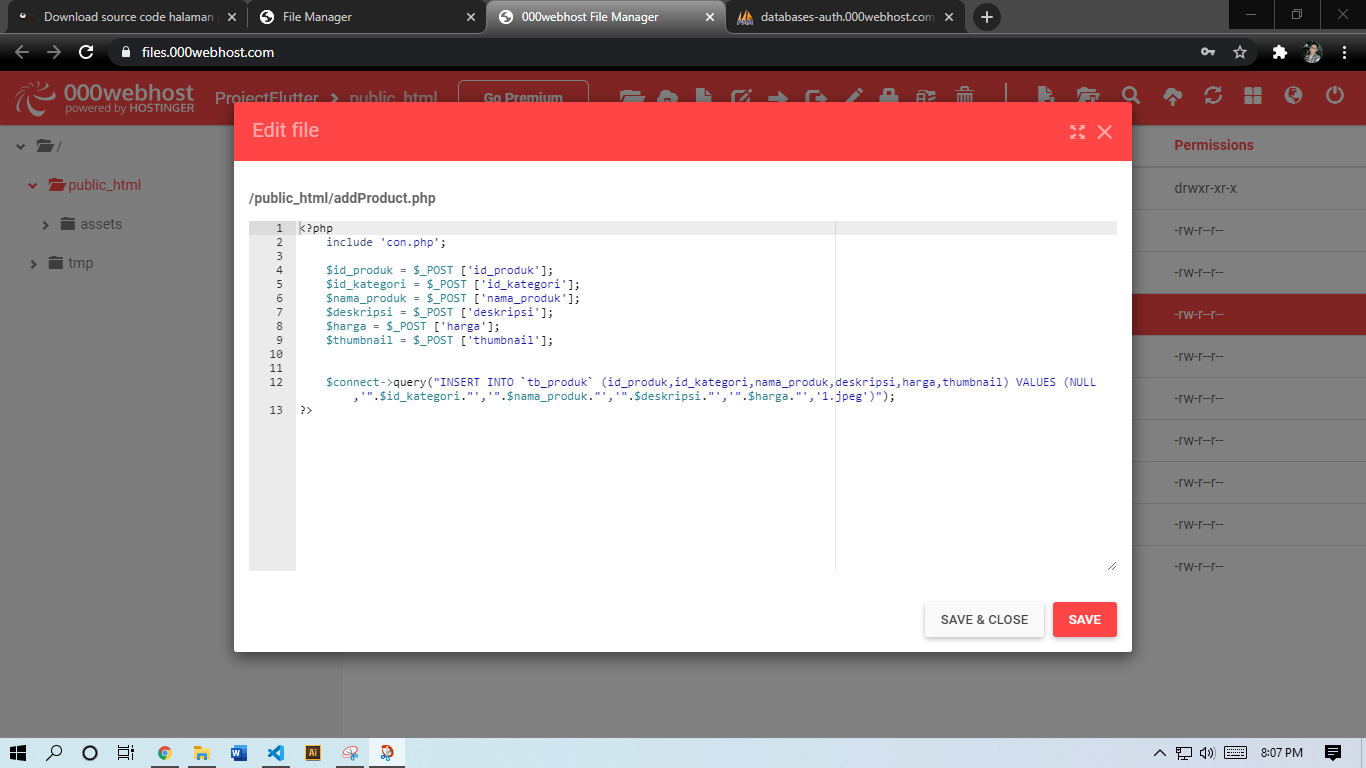 Download source code halaman
File Manager
000webhost File Manager
databases-auth.000webhost.com
files.000webhost.com
000webhost
powered by HOSTINGER
ProjectFlutter > public_html
Go Premium
Edit file
/
public_html
assets
tmp
Permissions
drwxr-xr-x
-rw-r--r--
-rw-r--r--
-rw-r--r--
-rw-r--r--
-rw-r--r--
-rw-r--r--
-rw-r--r--
-rw-r--r--
-rw-r--r--
/public_html/addProduct.php
1 <?php
2 include 'con.php';
3
4 $id_produk = $_POST ['id_produk'];
5 $id_kategori = $_POST ['id_kategori'];
6 $nama_produk = $_POST ['nama_produk'];
7 $deskripsi = $_POST ['deskripsi'];
8 $harga = $_POST ['harga'];
9 $thumbnail = $_POST ['thumbnail'];
10
11
12 $connect->query("INSERT INTO `tb_produk` (id_produk,id_kategori,nama_produk,deskripsi,harga,thumbnail) VALUES (NULL
,'".$id_kategori."','".$nama_produk."','".$deskripsi."','".$harga."','1.jpeg')");
13 ?>
SAVE & CLOSE
SAVE
8:07 PM